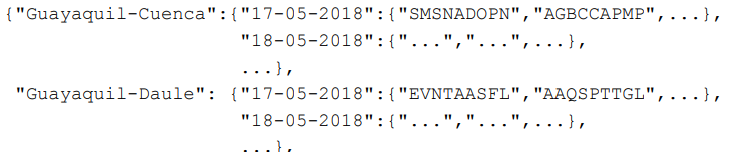 {"Guayaquil-Cuenca":{"17-05-2018":{"SMSNADOPN","AGBCCAPMP",...},
"18-05-2018":{"...","...",...},
...},
"Guayaquil-Daule": {"17-05-2018":{"EVNTAASFL","AAQSPTTGL",...},
"18-05-2018":{"...","...",...},
...},